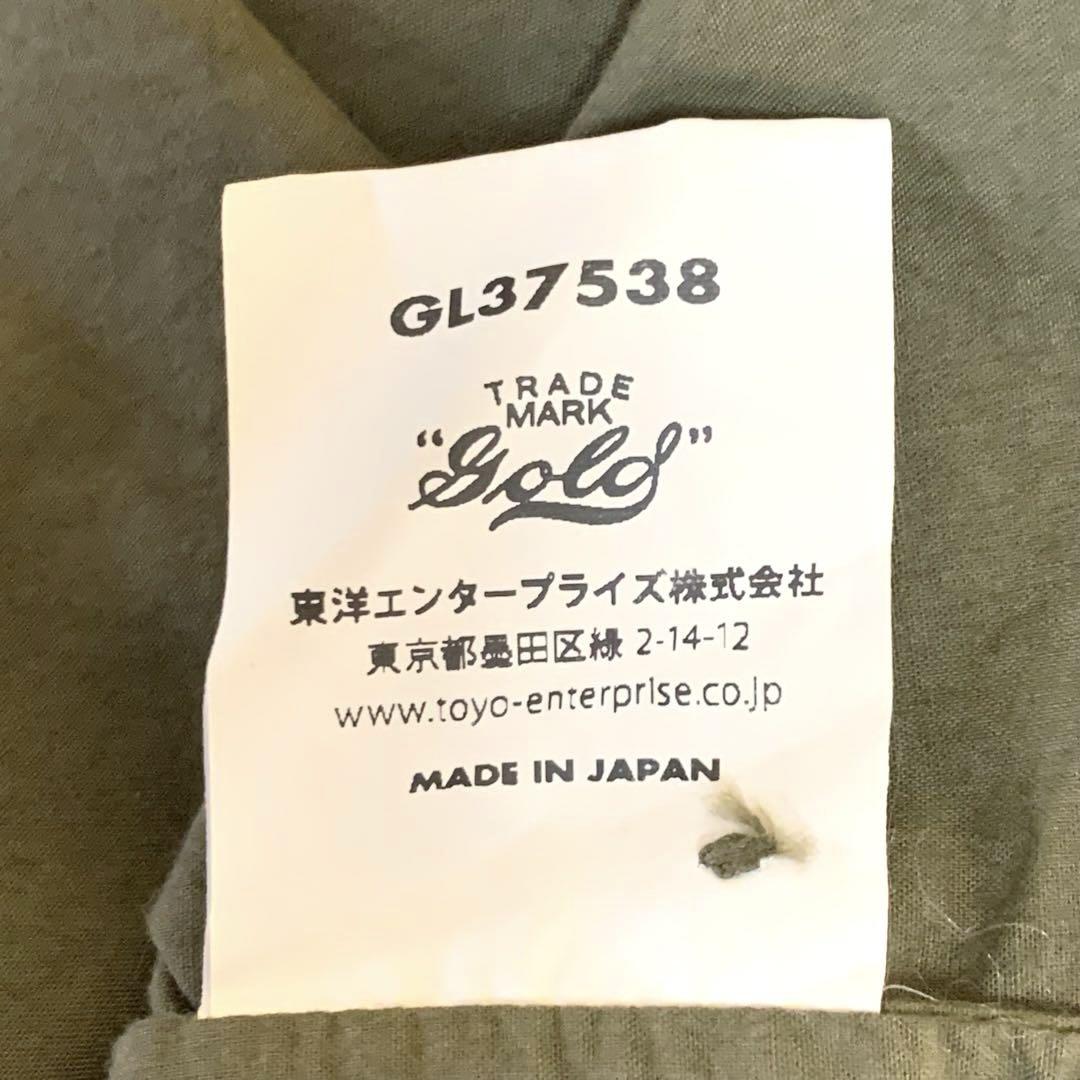 GL37538
TRADE
MARK
"Gold"
東洋エンタープライズ株式会社
東京都墨田区緑 2-14-12
www.toyo-enterprise.co.jp
MADE IN JAPAN